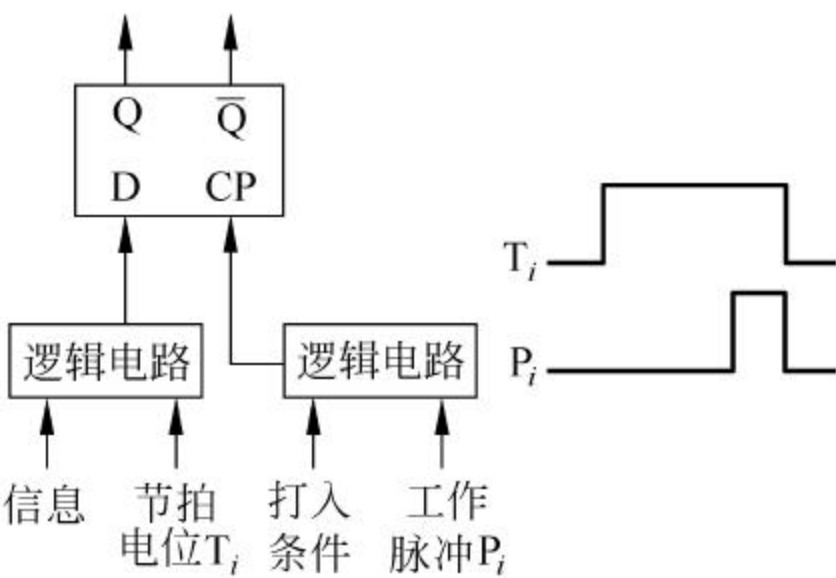 Q Q̅
D CP
逻辑电路 逻辑电路
信息 节拍 打入 工作
电位Tᵢ 条件 脉冲Pᵢ
Tᵢ
Pᵢ